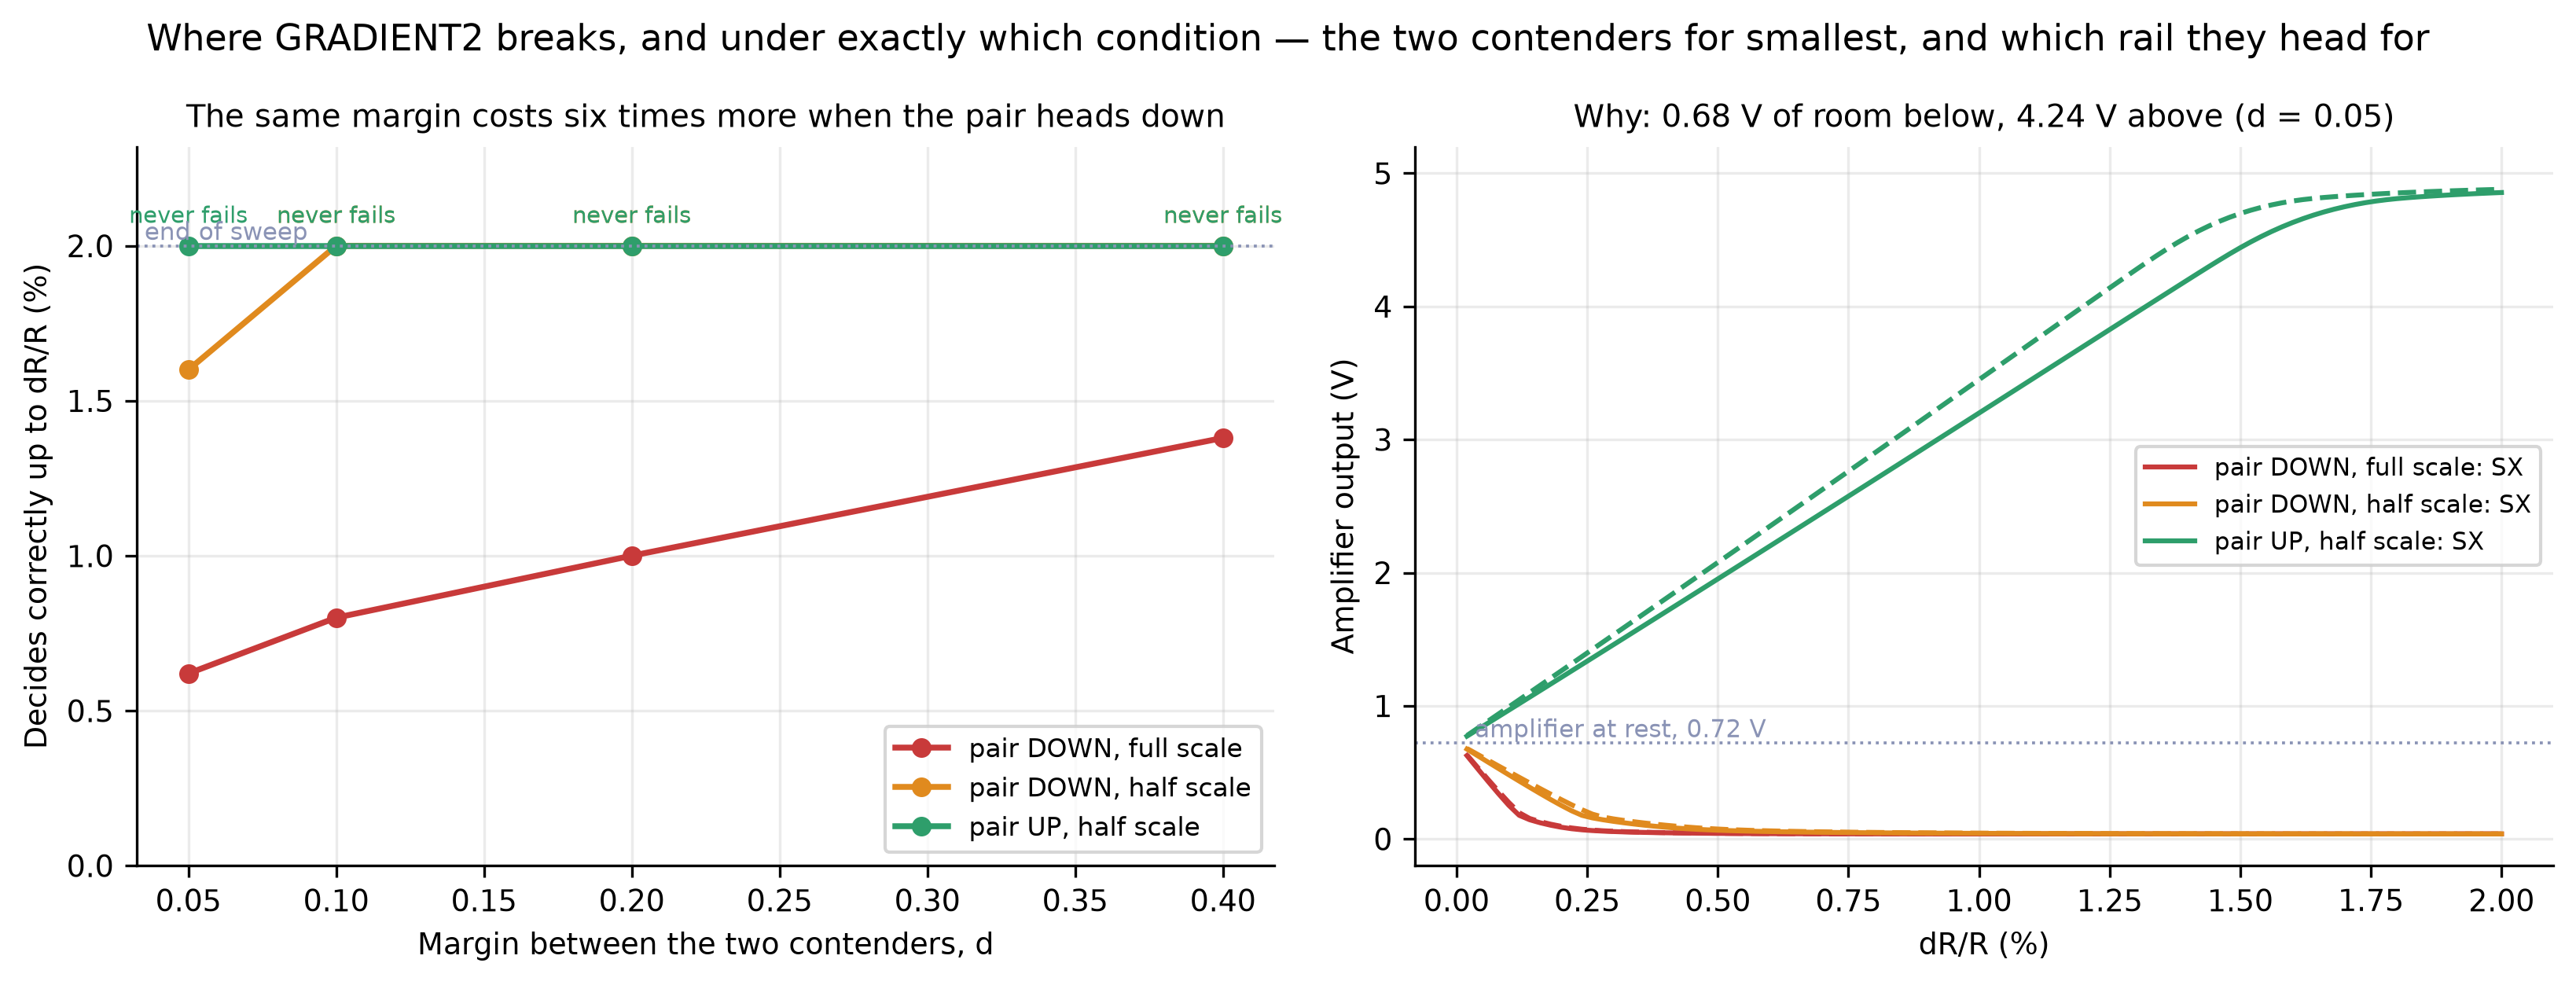 Where GRADIENT2 breaks, and under exactly which condition — the two contenders for smallest, and which rail they head for
The same margin costs six times more when the pair heads down
Decides correctly up to dR/R (%)
2.0
1.5
1.0
0.5
0.0
never fails
never fails
never fails
never fails
end of sweep
pair DOWN, full scale
pair DOWN, half scale
pair UP, half scale
0.05
0.10
0.15
0.20
0.25
0.30
0.35
0.40
Margin between the two contenders, d
Why: 0.68 V of room below, 4.24 V above (d = 0.05)
Amplifier output (V)
5
4
3
2
1
0
pair DOWN, full scale: SX
pair DOWN, half scale: SX
pair UP, half scale: SX
amplifier at rest, 0.72 V
0.00
0.25
0.50
0.75
1.00
1.25
1.50
1.75
2.00
dR/R (%)